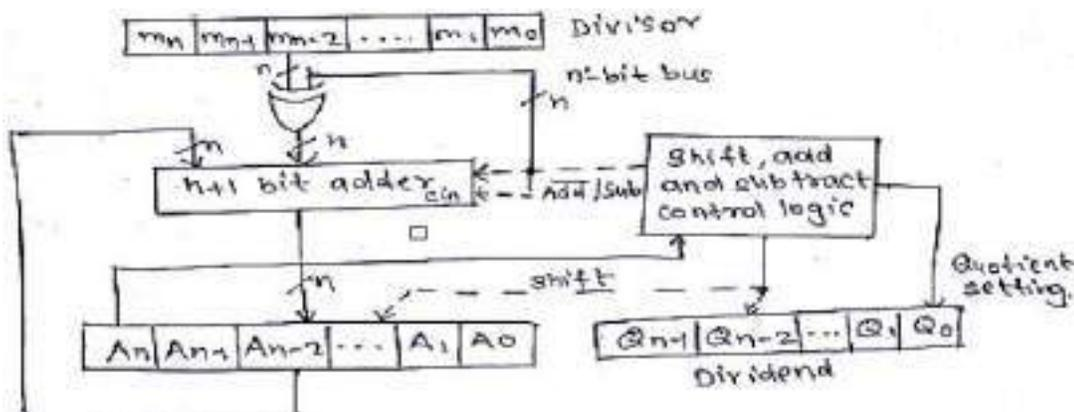 mn mn-1 mn-2 .... m1 m0 Divisor
n n-bit bus
n
n n
n+1 bit adder
cin
Add/Sub
shift, add
and subtract
control logic
n
shift
Quotient
setting.
An An-1 An-2 ... A1 A0
Qn-1 Qn-2 ... Q1 Q0
Dividend